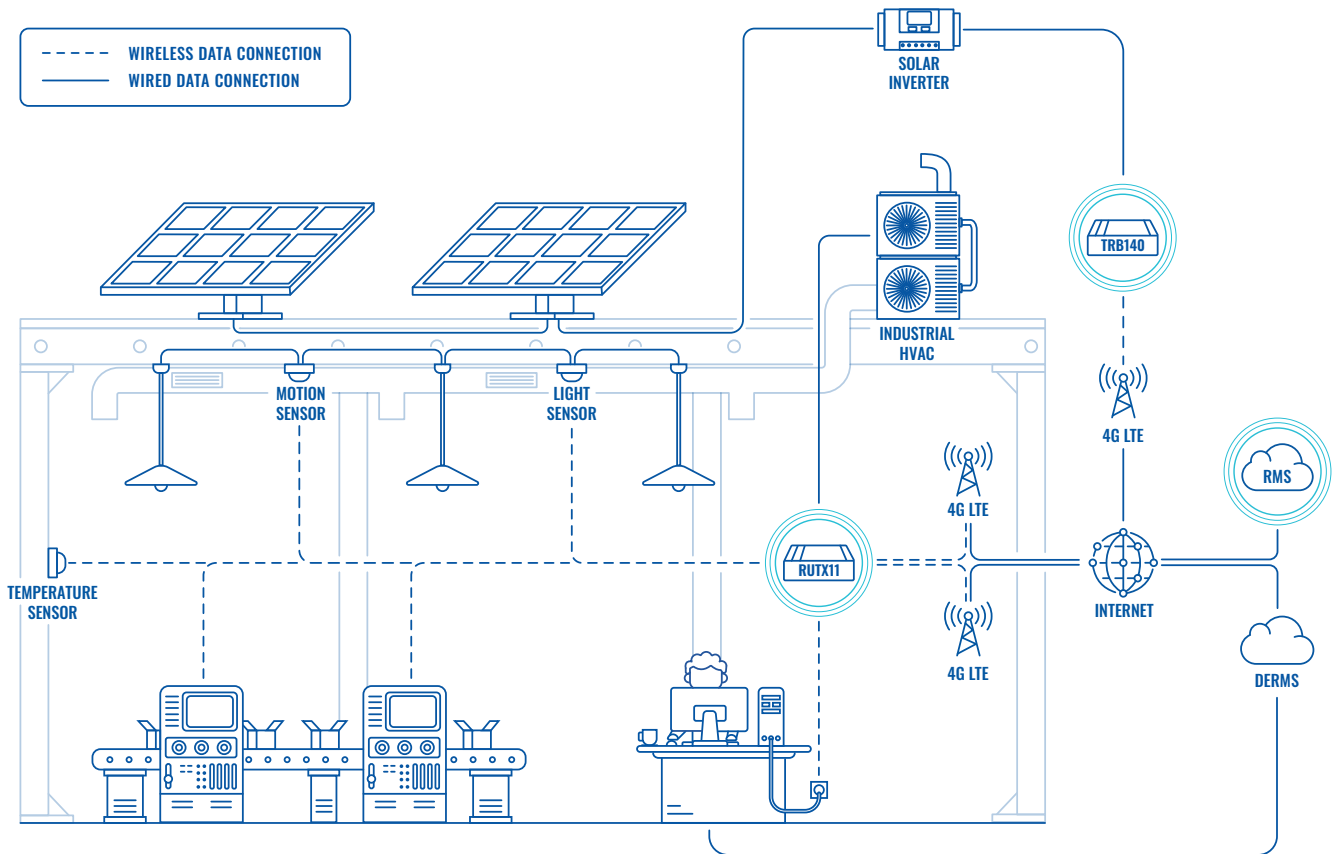 WIRELESS DATA CONNECTION
WIRED DATA CONNECTION
SOLAR
INVERTER
TRB140
INDUSTRIAL
HVAC
4G LTE
MOTION
SENSOR
LIGHT
SENSOR
RMS
4G LTE
RUTX11
TEMPERATURE
SENSOR
INTERNET
4G LTE
DERMS